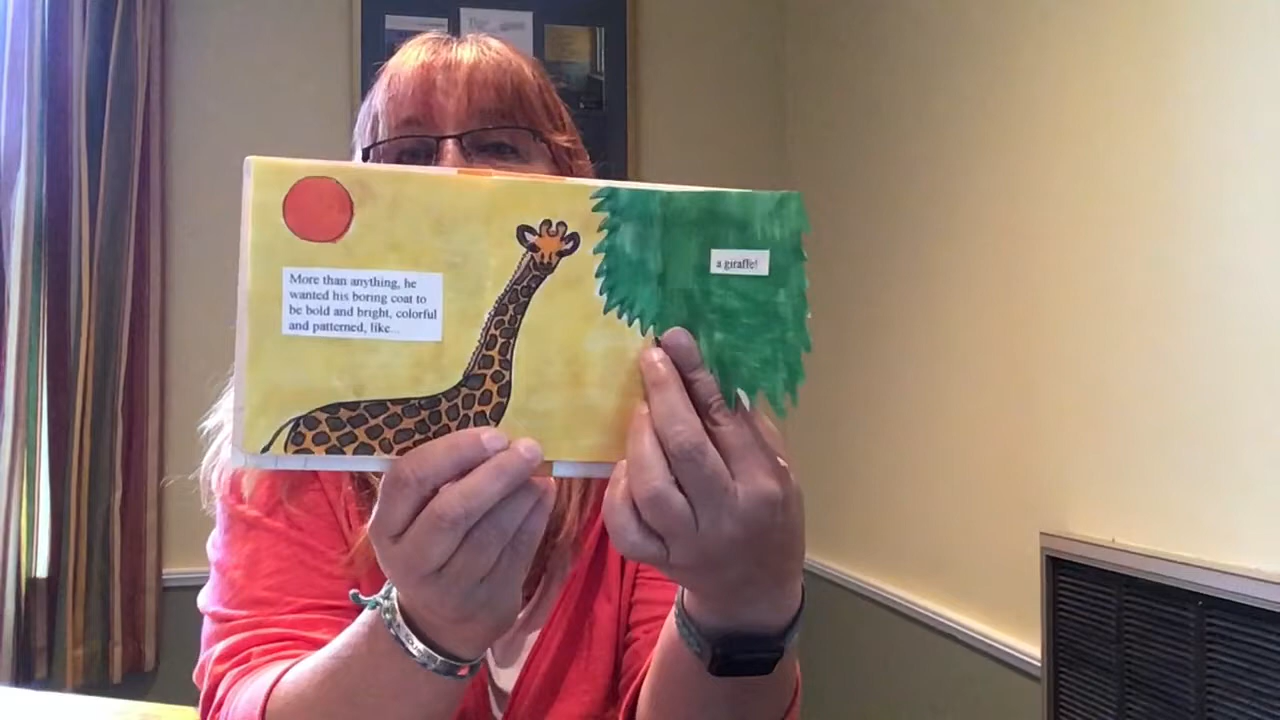 More than anything, he
wanted his boring coat to
be bold and bright, colorful
and patterned, like...
a giraffe!